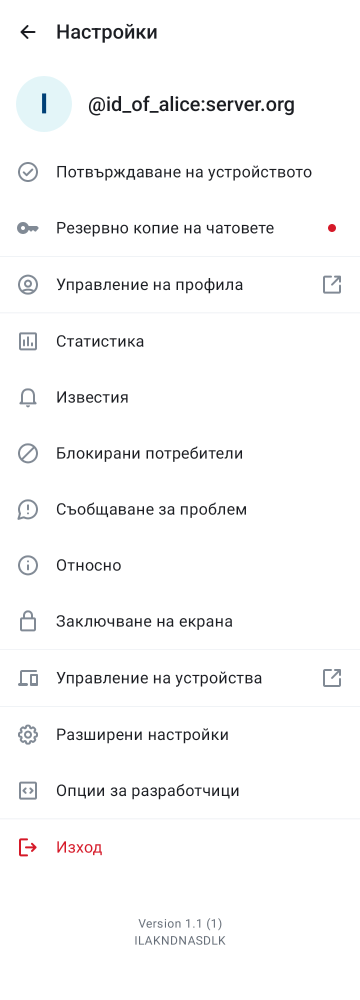 Настройки
I
@id_of_alice:server.org
Потвърждаване на устройството
Резервно копие на чатовете
Управление на профила
Статистика
Известия
Блокирани потребители
Съобщаване за проблем
Относно
Заключване на екрана
Управление на устройства
Разширени настройки
Опции за разработчици
Изход
Version 1.1 (1)
ILAKNDNASDLK